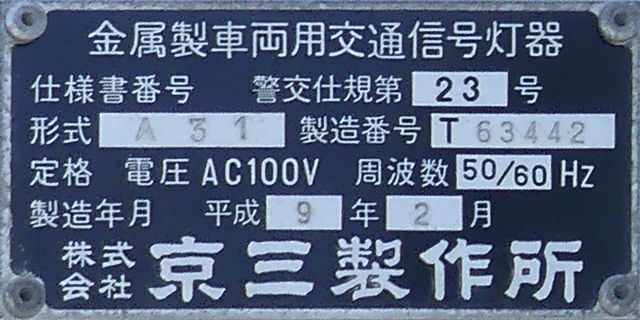 金属製車両用交通信号灯器
仕様書番号 警交仕規第 23 号
形式 A 31 製造番号 T 63442
定格 電圧 AC100V 周波数 50/60 Hz
製造年月 平成 9 年 2 月
株式会社 京三製作所